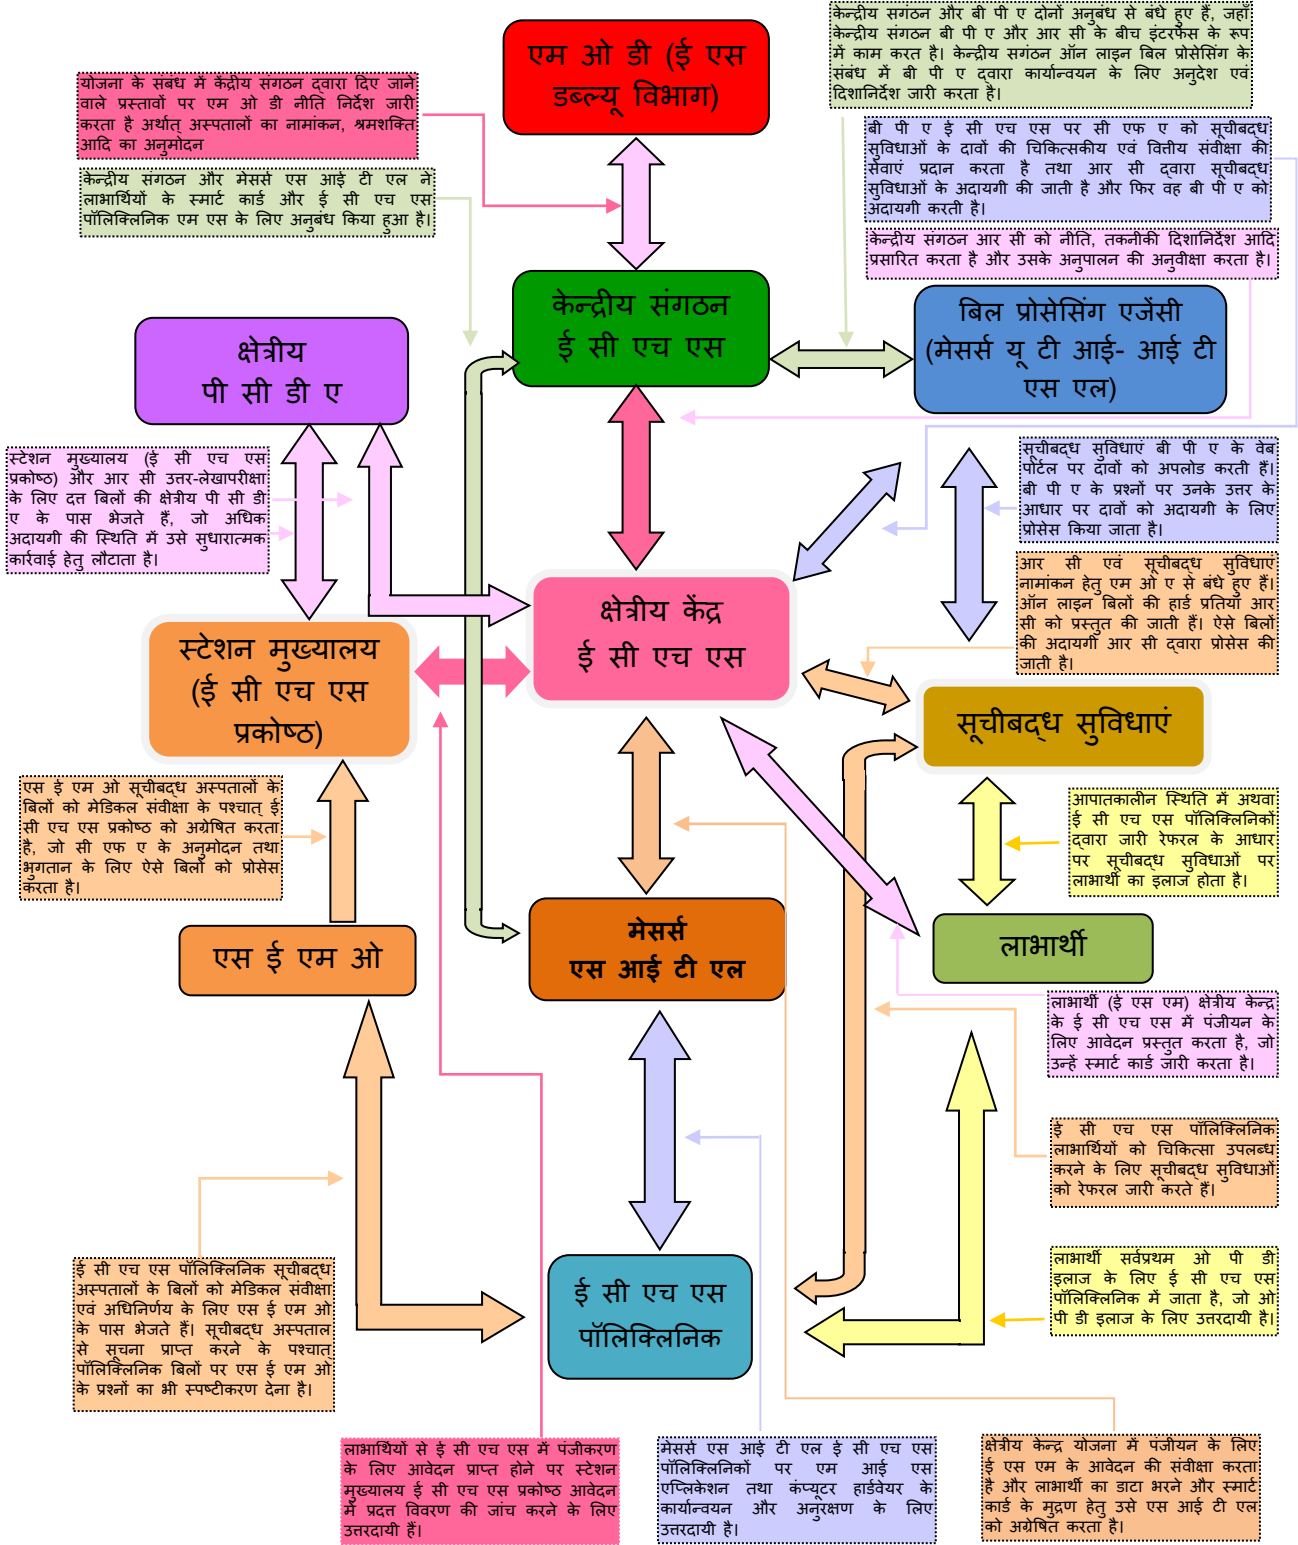 केन्द्रीय सगंठन और बी पी ए दोनों अनुबंध से बंधे हुए हैं, जहाँ
केन्द्रीय संगठन बी पी ए और आर सी के बीच इंटरफेस के रूप
में काम करत है। केन्द्रीय सगंठन ऑन लाइन बिल प्रोसेसिंग के
संबंध में बी पी ए द्वारा कार्यान्वयन के लिए अनुदेश एवं
दिशानिर्देश जारी करता है।
एम ओ डी (ई एस
डब्ल्यू विभाग)
योजना के संबंध में केंद्रीय संगठन द्वारा दिए जाने
वाले प्रस्तावों पर एम ओ डी नीति निर्देश जारी
करता है अर्थात् अस्पतालों का नामांकन, श्रमशक्ति
आदि का अनुमोदन
बी पी ए ई सी एच एस पर सी एफ ए को सूचीबद्ध
सुविधाओं के दावों की चिकित्सकीय एवं वित्तीय संवीक्षा की
सेवाएं प्रदान करता है तथा आर सी द्वारा सूचीबद्ध
सुविधाओं के अदायगी की जाती है और फिर वह बी पी ए को
अदायगी करती है।
केन्द्रीय संगठन और मेसर्स एस आई टी एल ने
लाभार्थियों के स्मार्ट कार्ड और ई सी एच एस
पॉलिक्लिनिक एम एस के लिए अनुबंध किया हुआ है।
केन्द्रीय संगठन आर सी को नीति, तकनीकी दिशानिर्देश आदि
प्रसारित करता है और उसके अनुपालन की अनुवीक्षा करता है।
केन्द्रीय संगठन
ई सी एच एस
बिल प्रोसेसिंग एजेंसी
(मेसर्स यू टी आई- आई टी
एस एल)
क्षेत्रीय
पी सी डी ए
स्टेशन मुख्यालय (ई सी एच एस
प्रकोष्ठ) और आर सी उत्तर-लेखापरीक्षा
के लिए दत्त बिलों की क्षेत्रीय पी सी डी
ए के पास भेजते हैं, जो अधिक
अदायगी की स्थिति में उसे सुधारात्मक
कार्रवाई हेतु लौटाता है।
सूचीबद्ध सुविधाएं बी पी ए के वेब
पोर्टल पर दावों को अपलोड करती हैं।
बी पी ए के प्रश्नों पर उनके उत्तर के
आधार पर दावों को अदायगी के लिए
प्रोसेस किया जाता है।
आर सी एवं सूचीबद्ध सुविधाएं
नामांकन हेतु एम ओ ए से बंधे हुए हैं।
ऑन लाइन बिलों की हार्ड प्रतियां आर
सी को प्रस्तुत की जाती हैं। ऐसे बिलों
की अदायगी आर सी द्वारा प्रोसेस की
जाती है।
क्षेत्रीय केंद्र
ई सी एच एस
स्टेशन मुख्यालय
(ई सी एच एस
प्रकोष्ठ)
सूचीबद्ध सुविधाएं
एस ई एम ओ सूचीबद्ध अस्पतालों के
बिलों को मेडिकल संवीक्षा के पश्चात् ई
सी एच एस प्रकोष्ठ को अग्रेषित करता
है, जो सी एफ ए के अनुमोदन तथा
भुगतान के लिए ऐसे बिलों को प्रोसेस
करता है।
आपातकालीन स्थिति में अथवा
ई सी एच एस पॉलिक्लिनिकों
द्वारा जारी रेफरल के आधार
पर सूचीबद्ध सुविधाओं पर
लाभार्थी का इलाज होता है।
एस ई एम ओ
मेसर्स
एस आई टी एल
लाभार्थी
लाभार्थी (ई एस एम) क्षेत्रीय केन्द्र
के ई सी एच एस में पंजीयन के
लिए आवेदन प्रस्तुत करता है, जो
उन्हें स्मार्ट कार्ड जारी करता है।
ई सी एच एस पॉलिक्लिनिक
लाभार्थियों को चिकित्सा उपलब्ध
करने के लिए सूचीबद्ध सुविधाओं
को रेफरल जारी करते हैं।
ई सी एच एस पॉलिक्लिनिक सूचीबद्ध
अस्पतालों के बिलों को मेडिकल संवीक्षा
एवं अधिनिर्णय के लिए एस ई एम ओ
के पास भेजते हैं। सूचीबद्ध अस्पताल
से सूचना प्राप्त करने के पश्चात
पॉलिक्लिनिक बिलों पर एस ई एम ओ
के प्रश्नों का भी स्पष्टीकरण देना है।
ई सी एच एस
पॉलिक्लिनिक
लाभार्थी सर्वप्रथम ओ पी डी
इलाज के लिए ई सी एच एस
पॉलिक्लिनिक में जाता है, जो ओ
पी डी इलाज के लिए उत्तरदायी है।
लाभार्थियों से ई सी एच एस में पंजीकरण
के लिए आवेदन प्राप्त होने पर स्टेशन
मुख्यालय ई सी एच एस प्रकोष्ठ आवेदन
में प्रदत्त विवरण की जांच करने के लिए
उत्तरदायी हैं।
मेसर्स एस आई टी एल ई सी एच एस
पॉलिक्लिनिकों पर एम आई एस
एप्लिकेशन तथा कंप्यूटर हार्डवेयर के
कार्यान्वयन और अनुरक्षण के लिए
उत्तरदायी है।
क्षेत्रीय केन्द्र योजना में पंजीयन के लिए
ई एस एम के आवेदन की संवीक्षा करता
है और लाभार्थी का डाटा भरने और स्मार्ट
कार्ड के मुद्रण हेतु उसे एस आई टी एल
को अग्रेषित करता है।